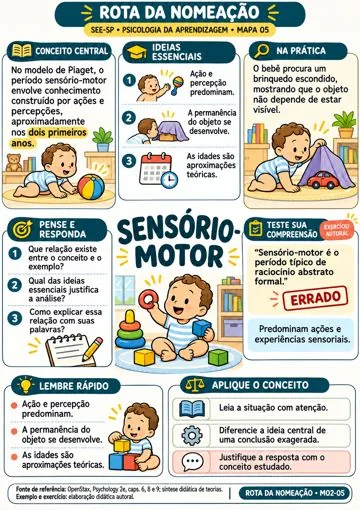 ROTA DA NOMEAÇÃO
SEE-SP • PSICOLOGIA DA APRENDIZAGEM • MAPA 05
CONCEITO CENTRAL
No modelo de Piaget, o
período sensório-motor
envolve conhecimento
construído por ações e
percepções,
aproximadamente
nos dois primeiros
anos.
IDEIAS
ESSENCIAIS
1
Ação e
percepção
predominam.
2
A permanência
do objeto se
desenvolve.
3
As idades são
aproximações
teóricas.
NA PRÁTICA
O bebê procura um
brinquedo escondido,
mostrando que o objeto
não depende de estar
visível.
PENSE E
RESPONDA
1
Que relação existe
entre o conceito e o
exemplo?
2
Qual das ideias
essenciais justifica
a análise?
3
Como explicar essa
relação com suas
palavras?
SENSÓRIO-
MOTOR
TESTE SUA
COMPREENSÃO
EXERCÍCIO
AUTORAL
“Sensório-motor é o
período típico de
raciocínio abstrato
formal.”
ERRADO
Predominam ações e
experiências sensoriais.
LEMBRE RÁPIDO
Ação e percepção
predominam.
A permanência do
objeto se desenvolve.
As idades são
aproximações teóricas.
APLIQUE O CONCEITO
Leia a situação com atenção.
Diferencie a ideia central de
uma conclusão exagerada.
Justifique a resposta com o
conceito estudado.
Fonte de referência: OpenStax, Psychology 2e, caps. 6, 8 e 9; síntese didática de teorias.
Exemplo e exercício: elaboração didática autoral.
ROTA DA NOMEAÇÃO • M02-05